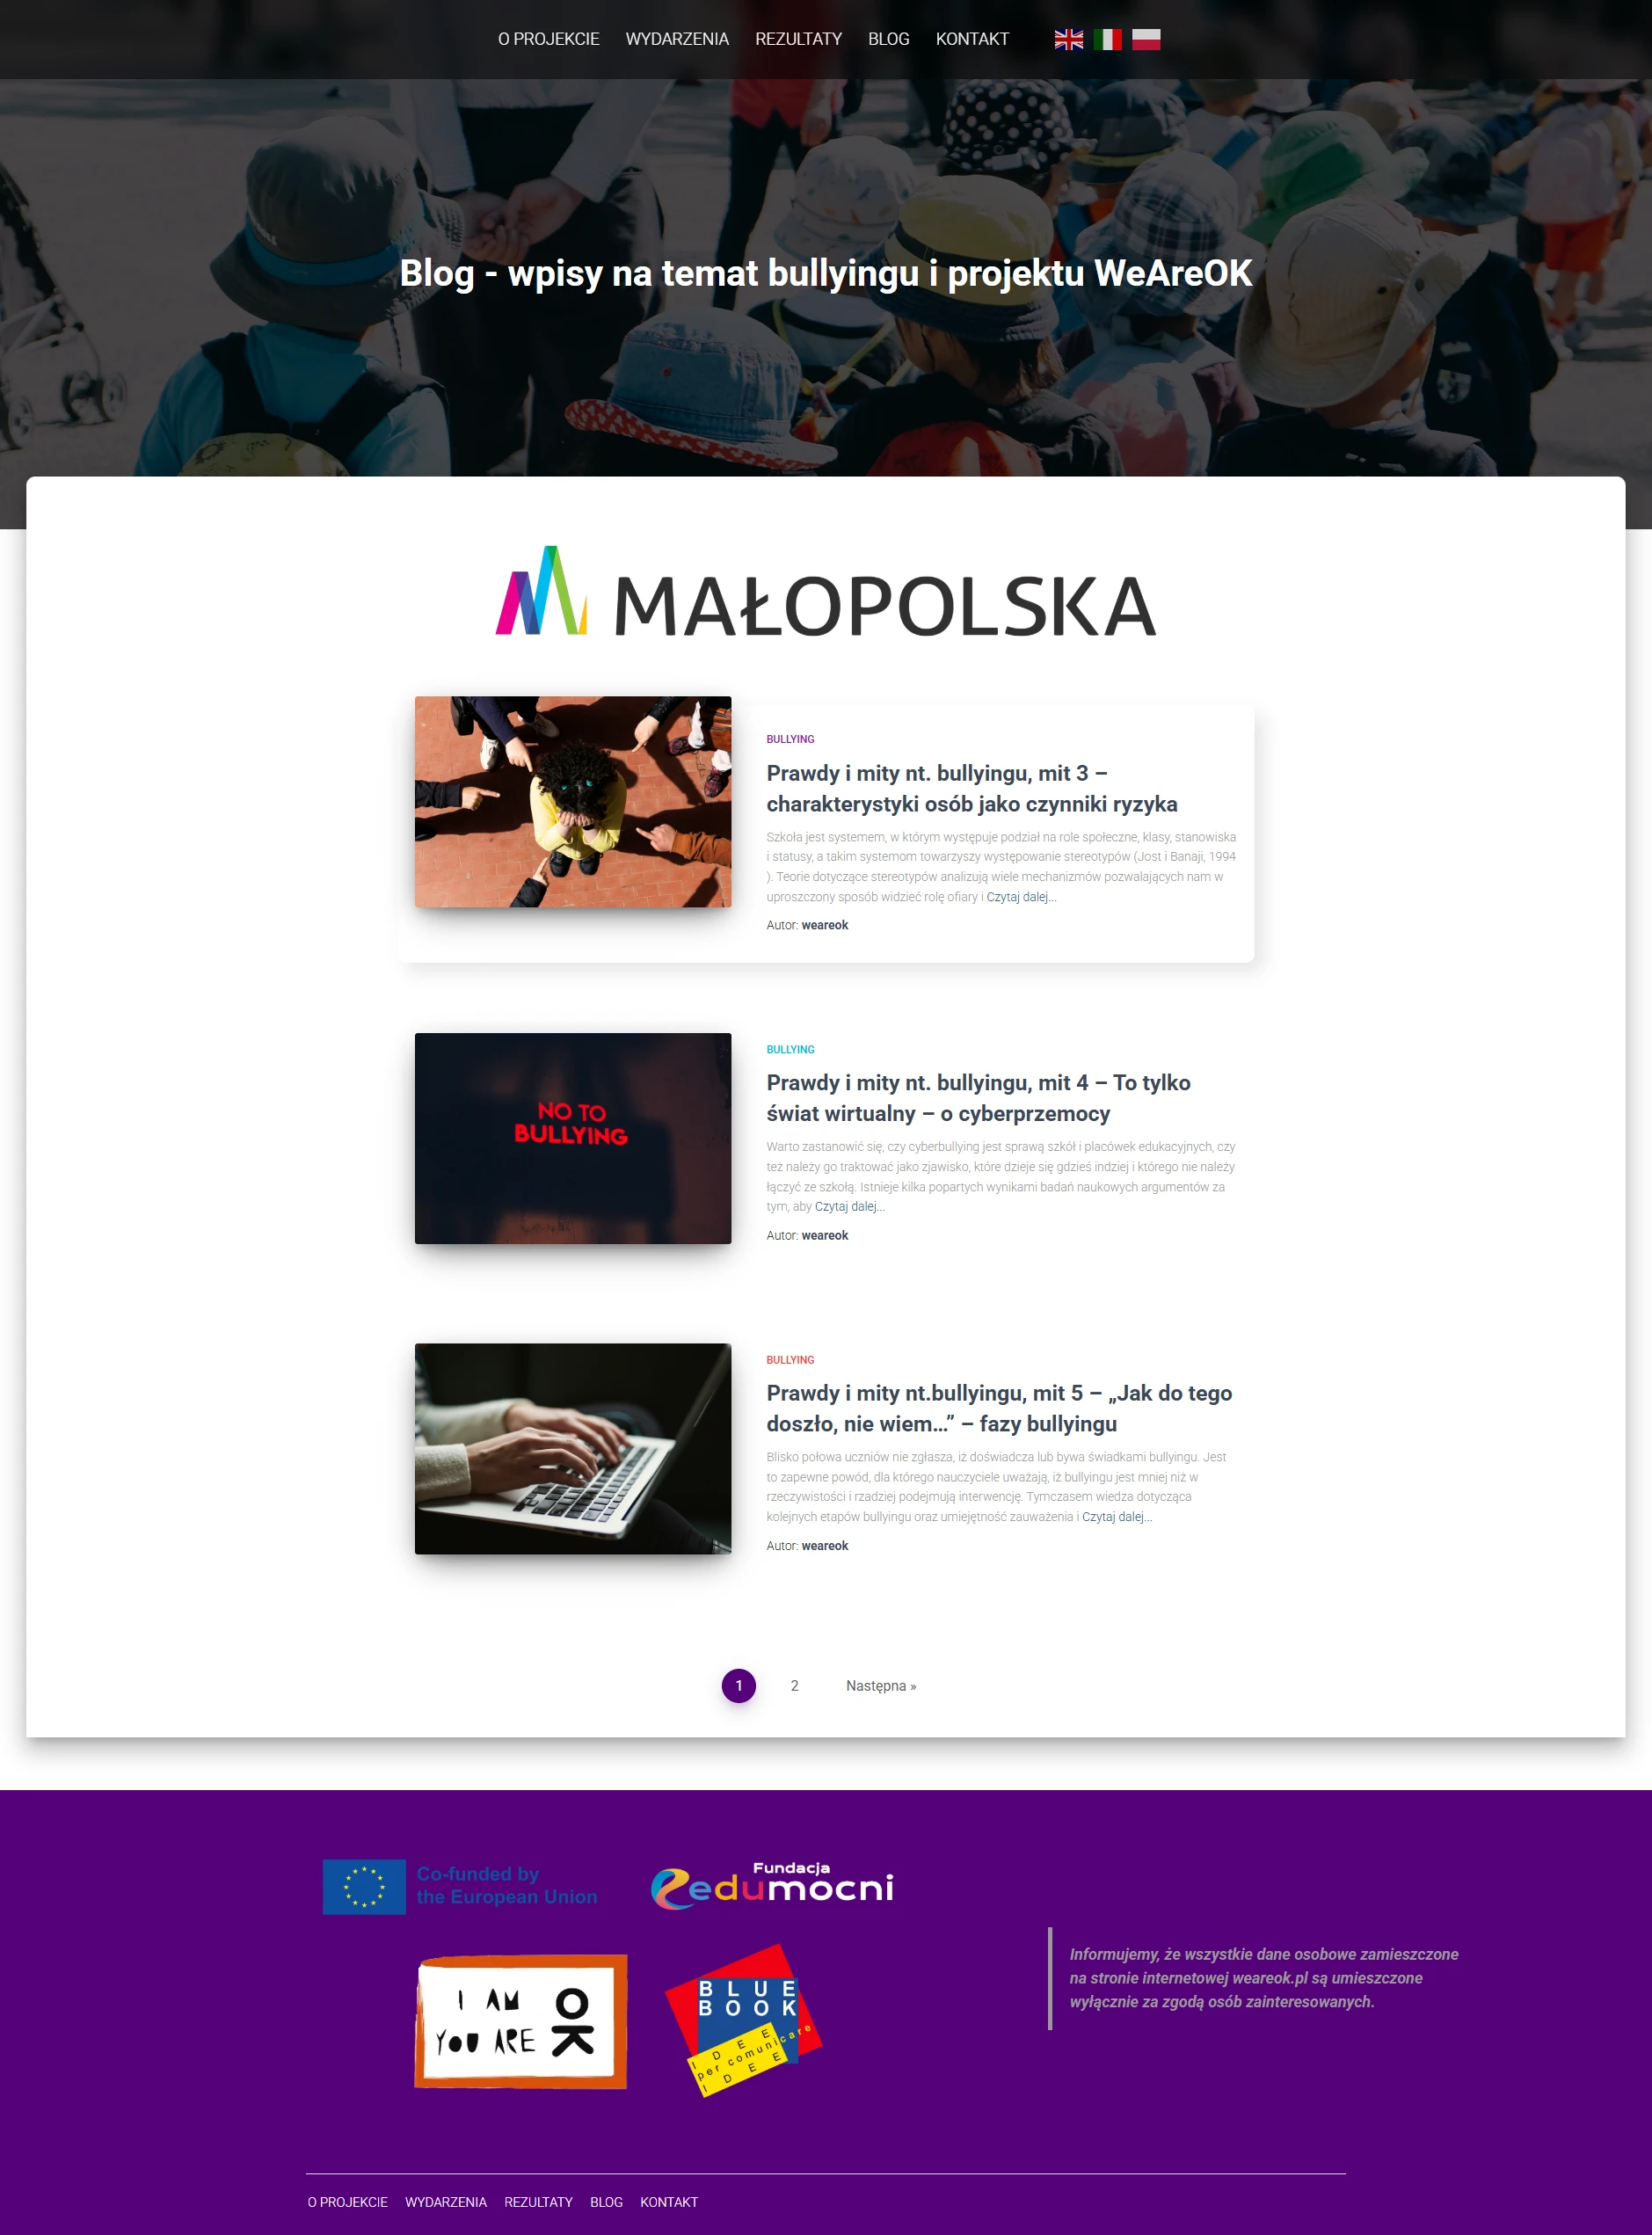 O PROJEKCIE WYDARZENIA REZULTATY BLOG KONTAKT
Blog - wpisy na temat bullyingu i projektu WeAreOK
MAŁOPOLSKA
BULLYING
Prawdy i mity nt. bullyingu, mit 3 –
charakterystyki osób jako czynniki ryzyka
Szkoła jest systemem, w którym występuje podział na role społeczne, klasy, stanowiska
i statusy, a takim systemom towarzyszy występowanie stereotypów (Jost i Banaji, 1994
). Teorie dotyczące stereotypów analizują wiele mechanizmów pozwalających nam w
uproszczony sposób widzieć rolę ofiary i Czytaj dalej...
Autor: weareok
NO TO
BULLYING
BULLYING
Prawdy i mity nt. bullyingu, mit 4 – To tylko
świat wirtualny – o cyberprzemocy
Warto zastanowić się, czy cyberbullying jest sprawą szkół i placówek edukacyjnych, czy
też należy go traktować jako zjawisko, które dzieje się gdzieś indziej i którego nie należy
łączyć ze szkołą. Istnieje kilka popartych wynikami badań naukowych argumentów za
tym, aby Czytaj dalej...
Autor: weareok
BULLYING
Prawdy i mity nt.bullyingu, mit 5 – „Jak do tego
doszło, nie wiem…” – fazy bullyingu
Blisko połowa uczniów nie zgłasza, iż doświadcza lub bywa świadkami bullyingu. Jest
to zapewne powód, dla którego nauczyciele uważają, iż bullyingu jest mniej niż w
rzeczywistości i rzadziej podejmują interwencję. Tymczasem wiedza dotycząca
kolejnych etapów bullyingu oraz umiejętność zauważenia i Czytaj dalej...
Autor: weareok
1 2 Następna »
Co-funded by
the European Union
Fundacja
edumocni
I AM
YOU ARE
OK
BLUE
BOOK
IDEE
per comunicare
IDEE
Informujemy, że wszystkie dane osobowe zamieszczone
na stronie internetowej weareok.pl są umieszczone
wyłącznie za zgodą osób zainteresowanych.
O PROJEKCIE WYDARZENIA REZULTATY BLOG KONTAKT